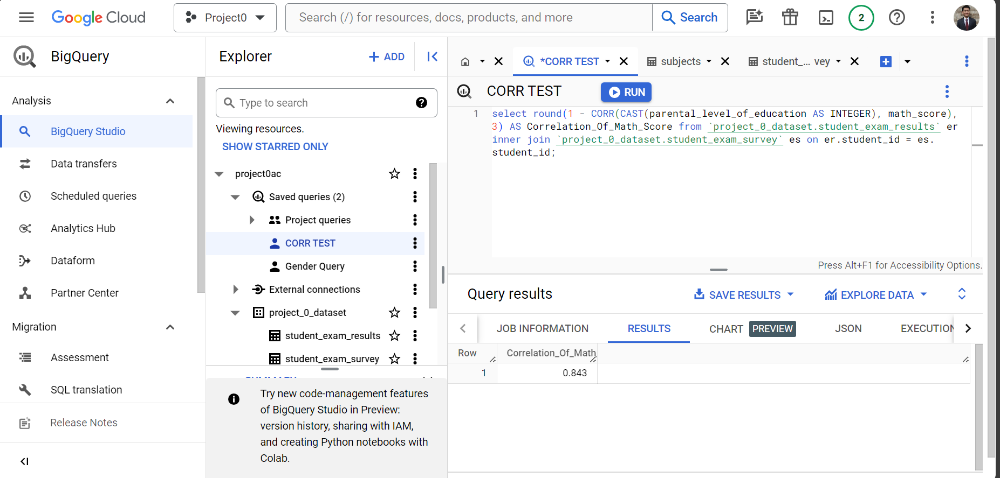 Google Cloud
Project0
Search (/) for resources, docs, products, and more
Search
2
BigQuery
Analysis
BigQuery Studio
Data transfers
Scheduled queries
Analytics Hub
Dataform
Partner Center
Migration
Assessment
SQL translation
Release Notes
Explorer
+ ADD
Type to search
Viewing resources.
SHOW STARRED ONLY
project0ac
Saved queries (2)
Project queries
CORR TEST
Gender Query
External connections
project_0_dataset
student_exam_results
student_exam_survey
SUMMARY
Try new code-management features
of BigQuery Studio in Preview:
version history, sharing with IAM,
and creating Python notebooks with
Colab.
*CORR TEST
subjects
student_... vey
CORR TEST
RUN
1 select round(1 - CORR(CAST(parental_level_of_education AS INTEGER), math_score),
3) AS Correlation_Of_Math_Score from `project_0_dataset.student_exam_results` er
inner join `project_0_dataset.student_exam_survey` es on er.student_id = es.
student_id;
Press Alt+F1 for Accessibility Options.
Query results
SAVE RESULTS
EXPLORE DATA
JOB INFORMATION
RESULTS
CHART PREVIEW
JSON
EXECUTION
Row Correlation_Of_Math
1 0.843